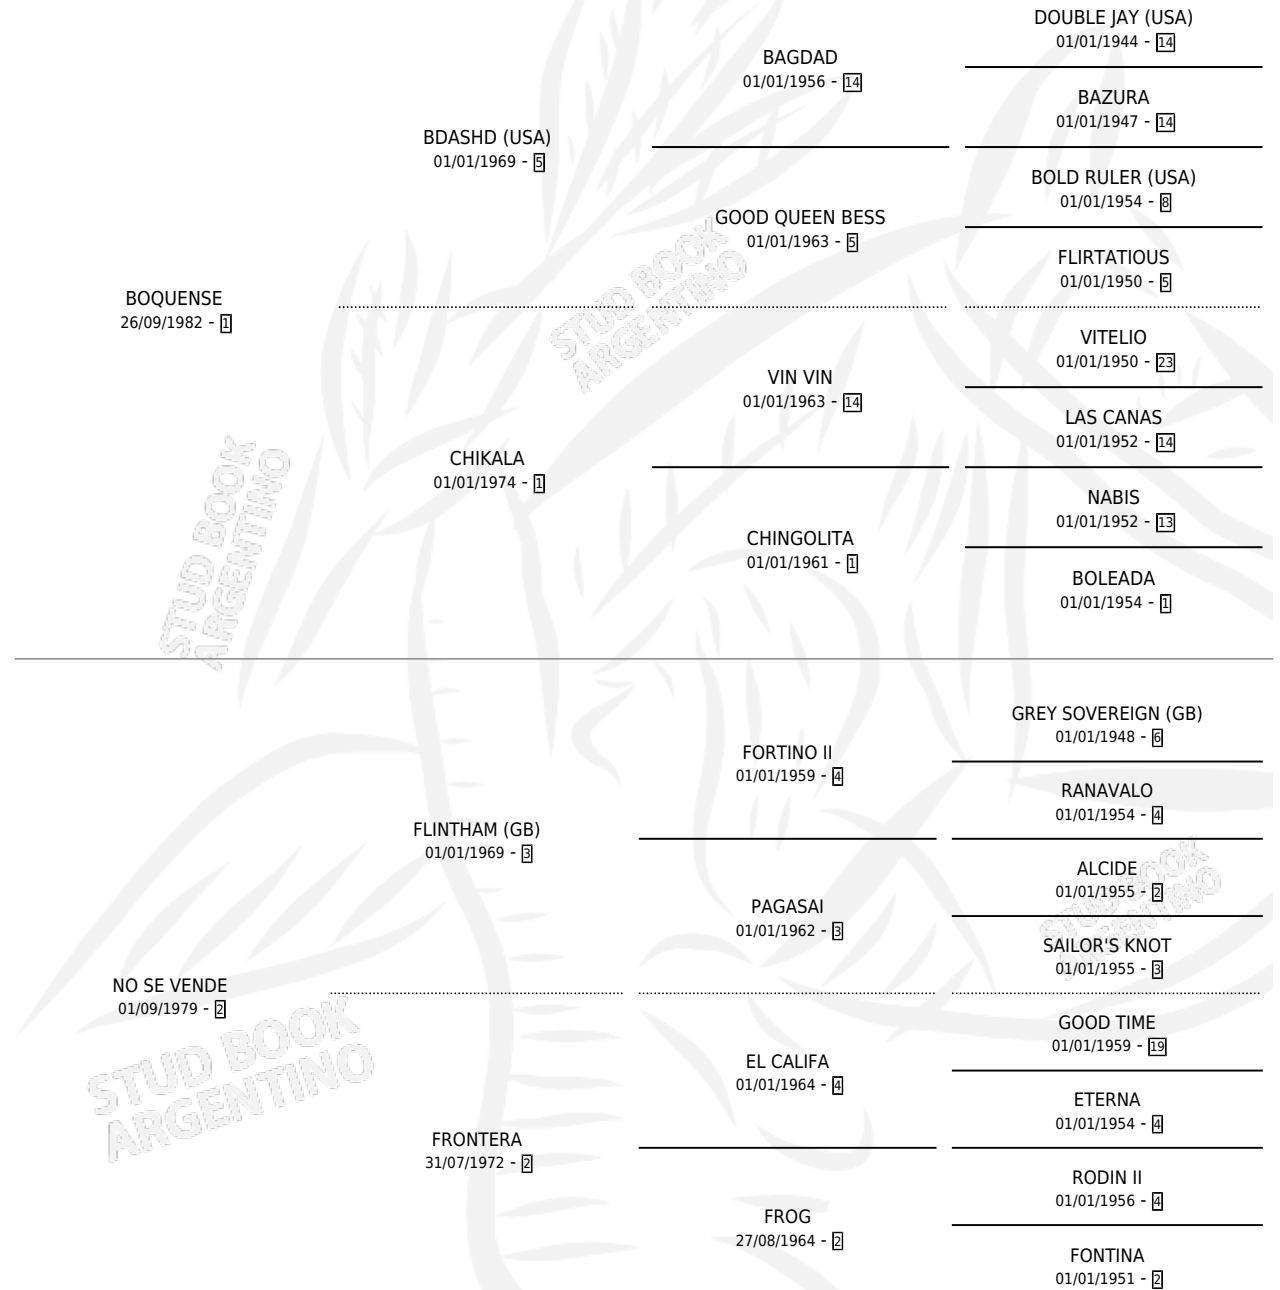 DOUBLE JAY (USA)
01/01/1944 - 14
BAGDAD
01/01/1956 - 14
BAZURA
01/01/1947 - 14
BDASHD (USA)
01/01/1969 - 5
BOLD RULER (USA)
01/01/1954 - 8
GOOD QUEEN BESS
01/01/1963 - 5
FLIRTATIOUS
01/01/1950 - 5
BOQUENSE
26/09/1982 - 1
STUD BOOK
ARGENTINO
VITELIO
01/01/1950 - 23
VIN VIN
01/01/1963 - 14
LAS CANAS
01/01/1952 - 14
CHIKALA
01/01/1974 - 1
NABIS
01/01/1952 - 13
CHINGOLITA
01/01/1961 - 1
BOLEADA
01/01/1954 - 1
STUD BOOK
ARGENTINO
GREY SOVEREIGN (GB)
01/01/1948 - 6
FORTINO II
01/01/1959 - 4
RANAVALO
01/01/1954 - 4
FLINTHAM (GB)
01/01/1969 - 3
ALCIDE
01/01/1955 - 2
PAGASAI
01/01/1962 - 3
SAILOR'S KNOT
01/01/1955 - 3
STUD BOOK
ARGENTINO
NO SE VENDE
01/09/1979 - 2
GOOD TIME
01/01/1959 - 19
EL CALIFA
01/01/1964 - 4
ETERNA
01/01/1954 - 4
STUD BOOK
ARGENTINO
FRONTERA
31/07/1972 - 2
RODIN II
01/01/1956 - 4
FROG
27/08/1964 - 2
FONTINA
01/01/1951 - 2